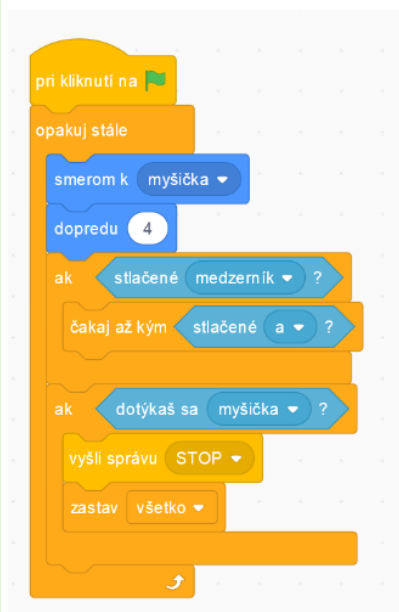 pri kliknutí na
opakuj stále
smerom k myšička
dopredu 4
ak stlačené medzerník ?
čakaj až kým stlačené a ?
ak dotýkaš sa myšička ?
vyšli správu STOP
zastav všetko